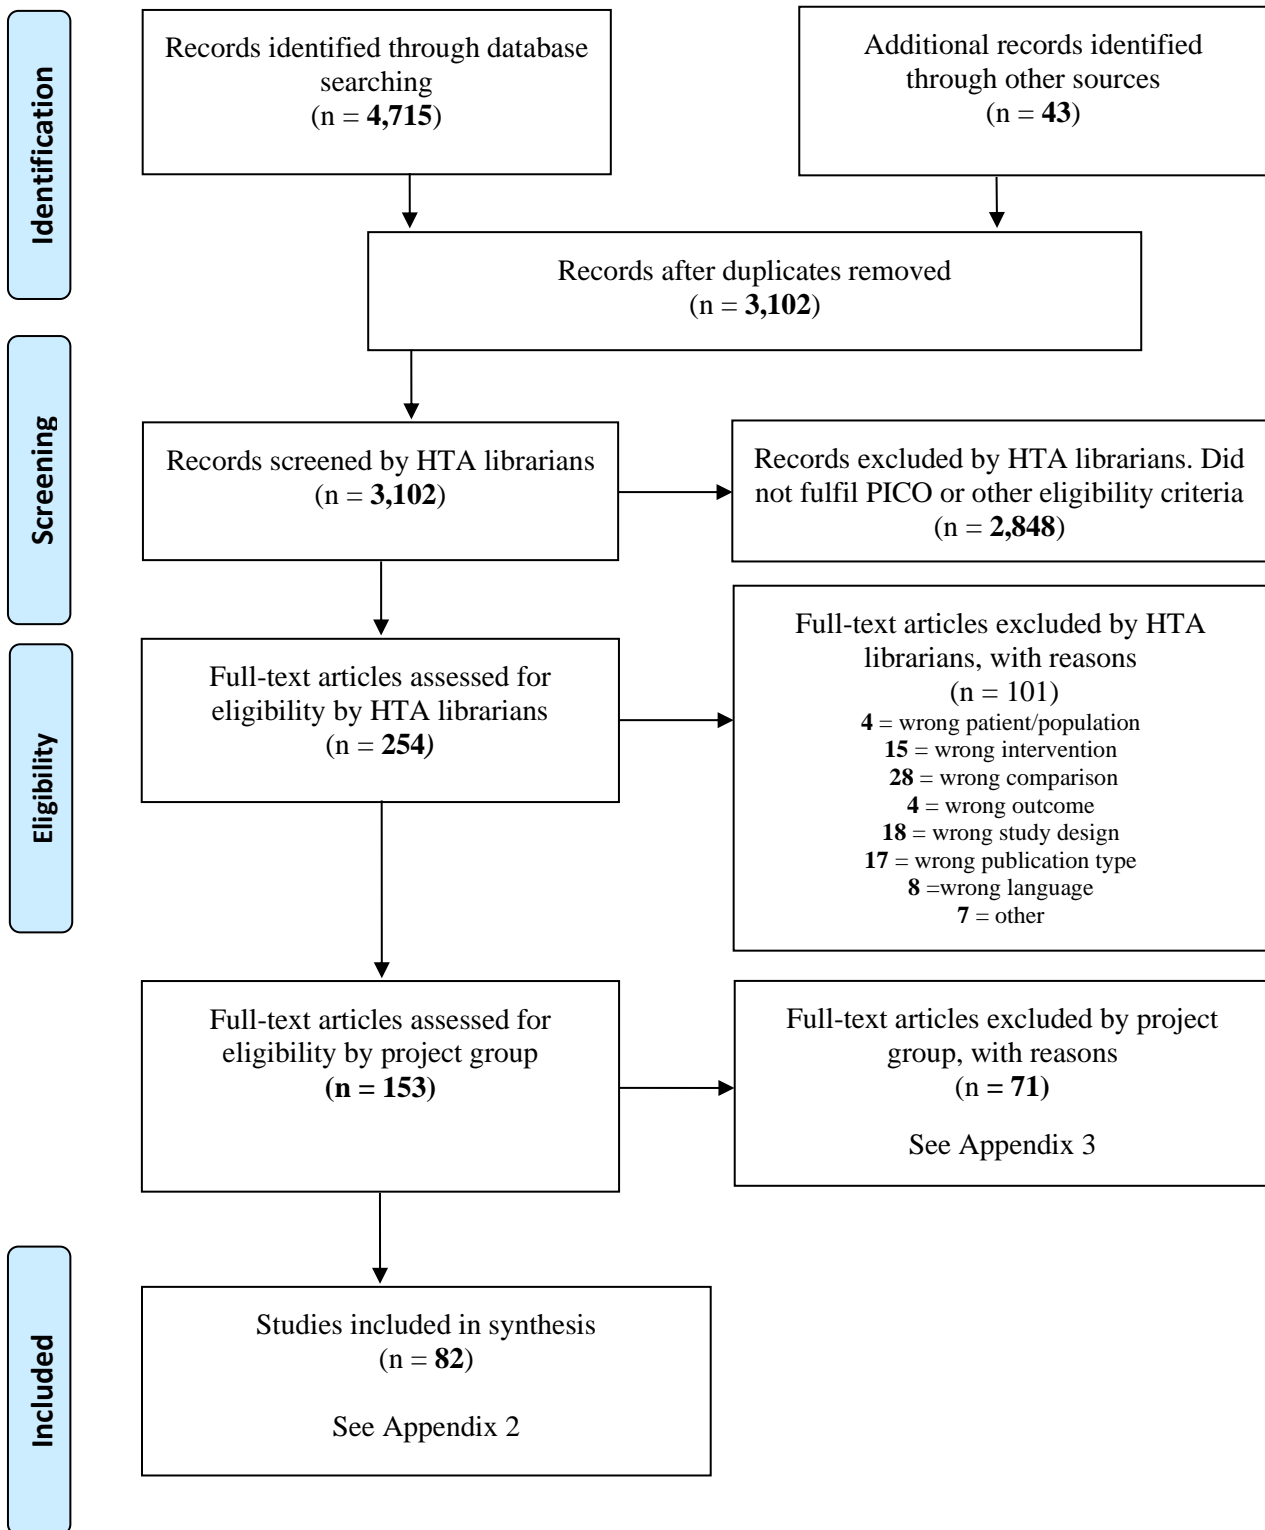 Identification
Records identified through database
searching
(n = 4,715)
Additional records identified
through other sources
(n = 43)
Records after duplicates removed
(n = 3,102)
Screening
Records screened by HTA librarians
(n = 3,102)
Records excluded by HTA librarians. Did
not fulfil PICO or other eligibility criteria
(n = 2,848)
Eligibility
Full-text articles assessed for
eligibility by HTA librarians
(n = 254)
Full-text articles excluded by HTA
librarians, with reasons
(n = 101)
4 = wrong patient/population
15 = wrong intervention
28 = wrong comparison
4 = wrong outcome
18 = wrong study design
17 = wrong publication type
8 =wrong language
7 = other
Full-text articles assessed for
eligibility by project group
(n = 153)
Full-text articles excluded by project
group, with reasons
(n = 71)
See Appendix 3
Included
Studies included in synthesis
(n = 82)
See Appendix 2